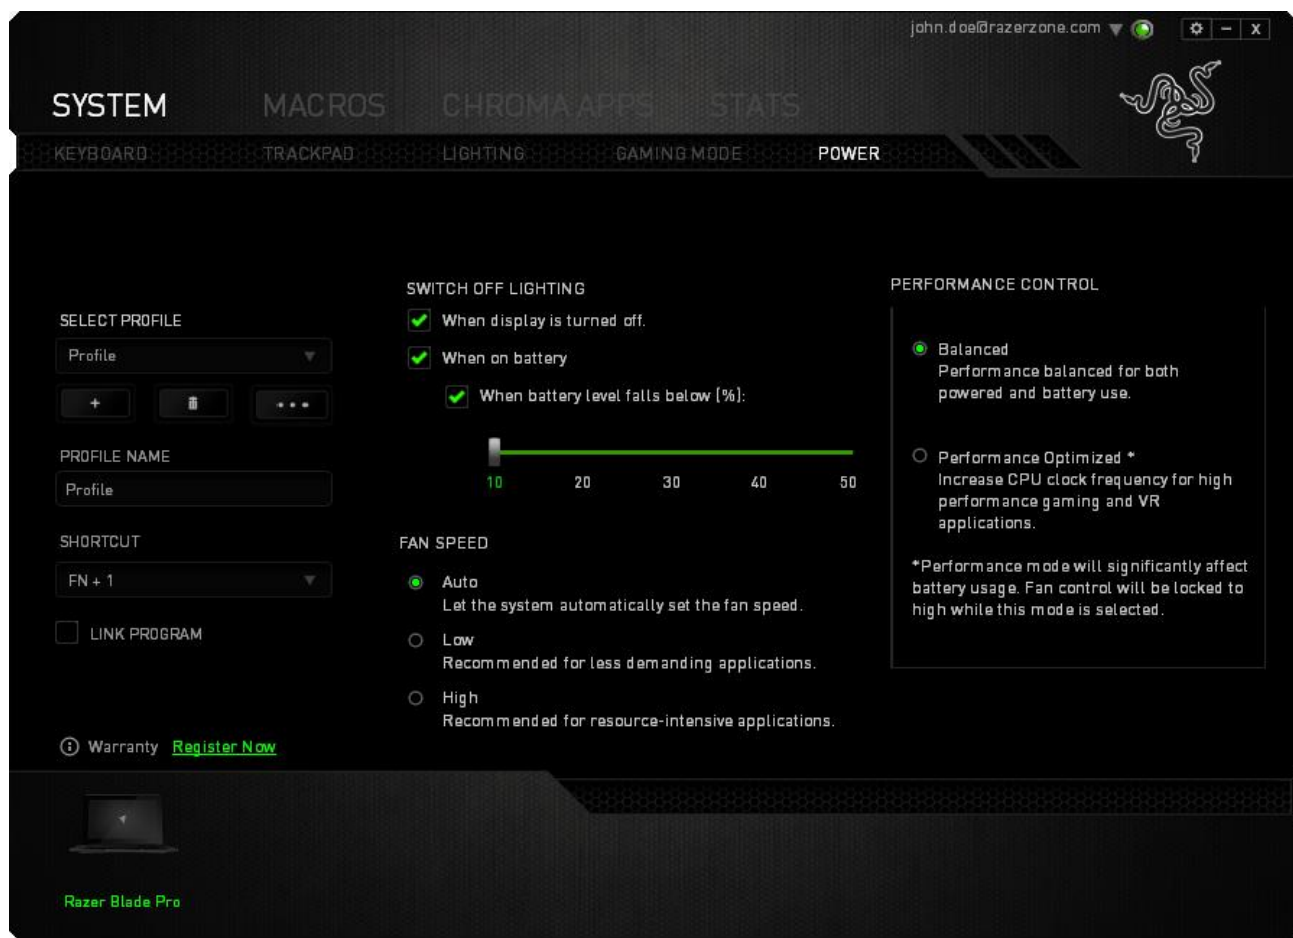 john.doe@razerzone.com
SYSTEM MACROS CHROMA APPS STATS
KEYBOARD TRACKPAD LIGHTING GAMING MODE POWER
SELECT PROFILE
Profile
PROFILE NAME
Profile
SHORTCUT
FN + 1
LINK PROGRAM
Warranty Register Now
SWITCH OFF LIGHTING
When display is turned off.
When on battery
When battery level falls below (%):
10 20 30 40 50
FAN SPEED
Auto
Let the system automatically set the fan speed.
Low
Recommended for less demanding applications.
High
Recommended for resource-intensive applications.
PERFORMANCE CONTROL
Balanced
Performance balanced for both
powered and battery use.
Performance Optimized *
Increase CPU clock frequency for high
performance gaming and VR
applications.
*Performance mode will significantly affect
battery usage. Fan control will be locked to
high while this mode is selected.
Razer Blade Pro